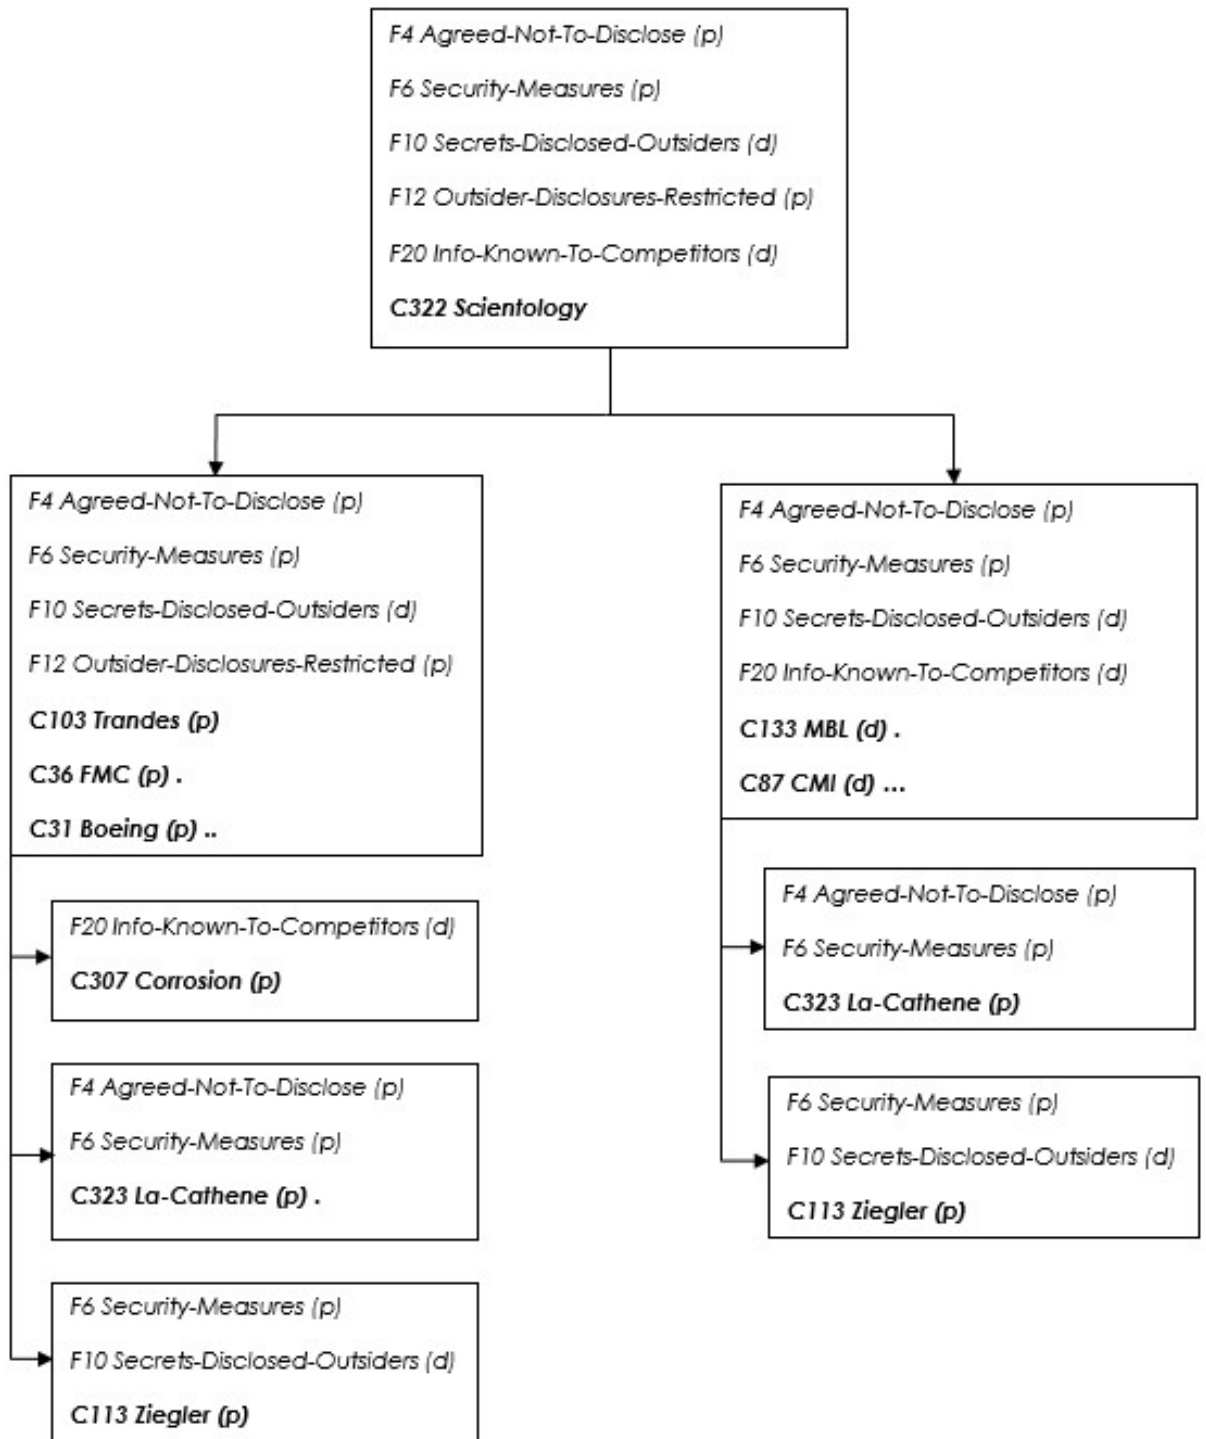 F4 Agreed-Not-To-Disclose (p)
F6 Security-Measures (p)
F10 Secrets-Disclosed-Outsiders (d)
F12 Outsider-Disclosures-Restricted (p)
F20 Info-Known-To-Competitors (d)
C322 Scientology
F4 Agreed-Not-To-Disclose (p)
F6 Security-Measures (p)
F10 Secrets-Disclosed-Outsiders (d)
F12 Outsider-Disclosures-Restricted (p)
C103 Trandes (p)
C36 FMC (p) .
C31 Boeing (p) ..
F20 Info-Known-To-Competitors (d)
C307 Corrosion (p)
F4 Agreed-Not-To-Disclose (p)
F6 Security-Measures (p)
C323 La-Cathene (p) .
F6 Security-Measures (p)
F10 Secrets-Disclosed-Outsiders (d)
C113 Ziegler (p)
F4 Agreed-Not-To-Disclose (p)
F6 Security-Measures (p)
F10 Secrets-Disclosed-Outsiders (d)
F20 Info-Known-To-Competitors (d)
C133 MBL (d) .
C87 CMI (d) ...
F4 Agreed-Not-To-Disclose (p)
F6 Security-Measures (p)
C323 La-Cathene (p)
F6 Security-Measures (p)
F10 Secrets-Disclosed-Outsiders (d)
C113 Ziegler (p)